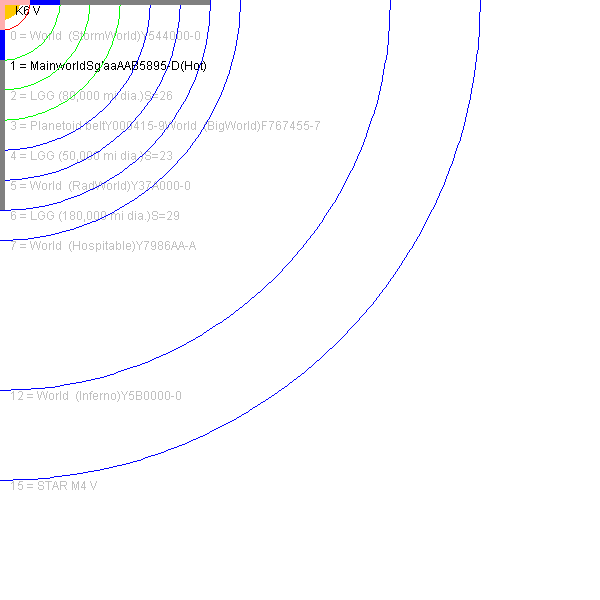 K6 V
0 = World  (StormWorld)Y544000-0
1 = MainworldSg'aaAAB5895-D(Hot)
2 = LGG (80,000 mi dia.)S=26
3 = Planetoid beltY000415-9World  (BigWorld)F767455-7
4 = LGG (50,000 mi dia.)S=23
5 = World  (RadWorld)Y37A000-0
6 = LGG (180,000 mi dia.)S=29
7 = World  (Hospitable)Y7986AA-A
12 = World  (Inferno)Y5B0000-0
15 = STAR M4 V